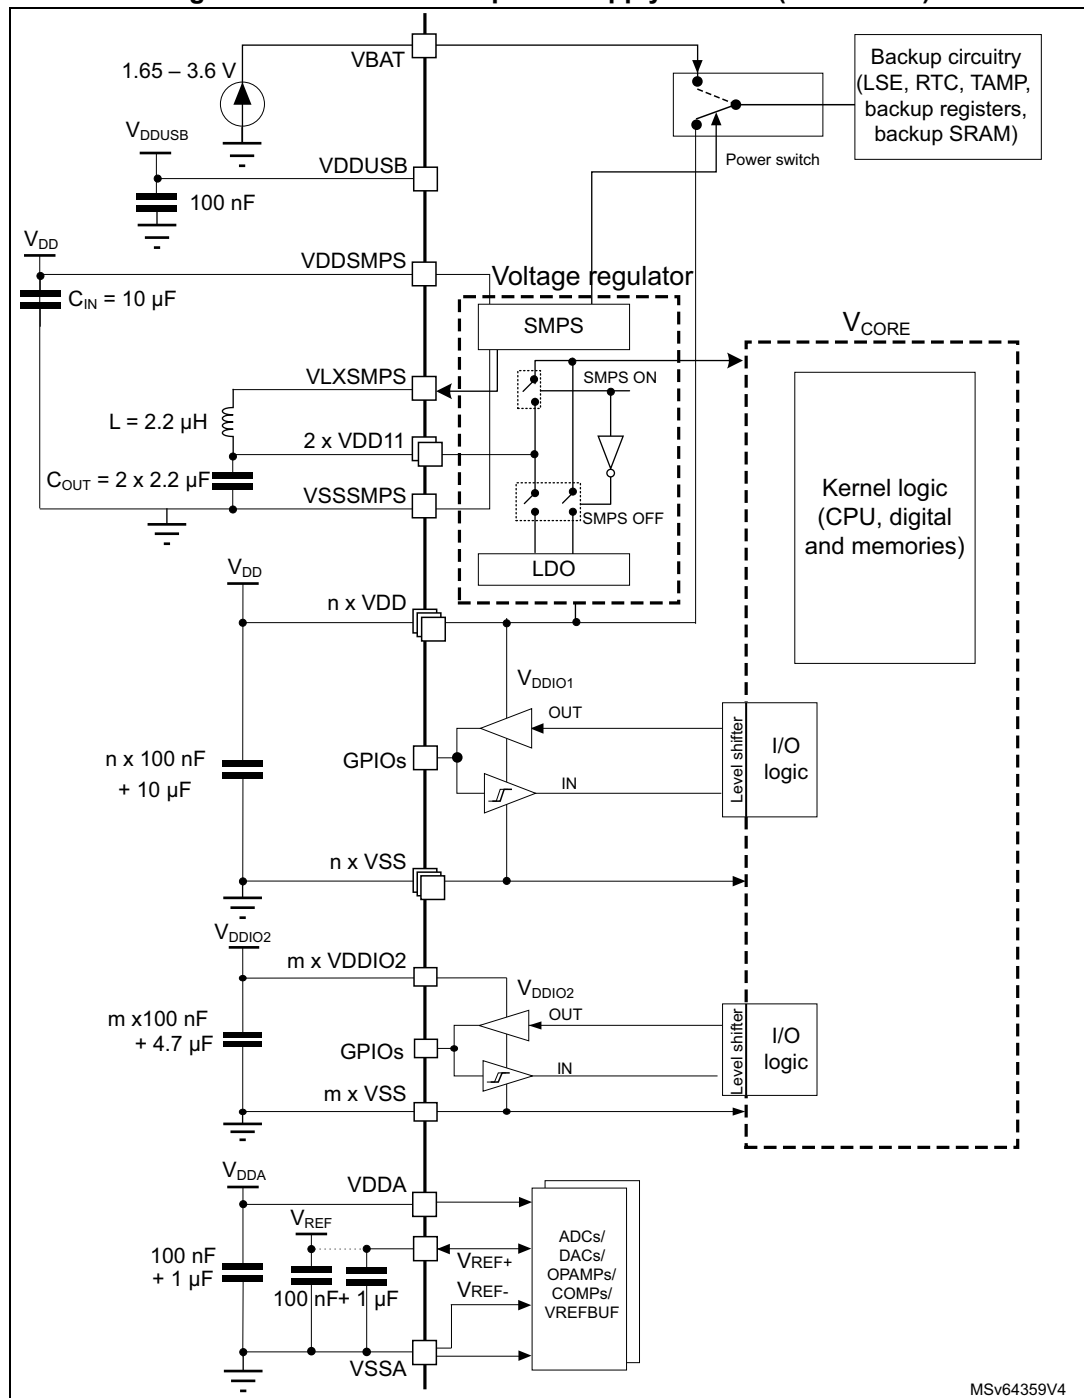 VBAT
1.65 – 3.6 V
Backup circuitry
(LSE, RTC, TAMP,
backup registers,
backup SRAM)
Power switch
VDDUSB
VDDUSB
100 nF
VDD
VDDSMPS
CIN = 10 µF
Voltage regulator
SMPS
VCORE
VLXSMPS
SMPS ON
L = 2.2 µH
2 x VDD11
COUT = 2 x 2.2 µF
VSSSMPS
SMPS OFF
LDO
Kernel logic
(CPU, digital
and memories)
VDD
n x VDD
VDDIO1
OUT
GPIOs
IN
Level shifter
I/O
logic
n x 100 nF
+ 10 µF
n x VSS
VDDIO2
m x VDDIO2
VDDIO2
OUT
m x100 nF
+ 4.7 µF
GPIOs
IN
Level shifter
I/O
logic
m x VSS
VDDA
VDDA
VREF
VREF+
100 nF
+ 1 µF
100 nF+ 1 µF
VREF-
ADCs/
DACs/
OPAMPs/
COMPs/
VREFBUF
VSSA
MSv64359V4